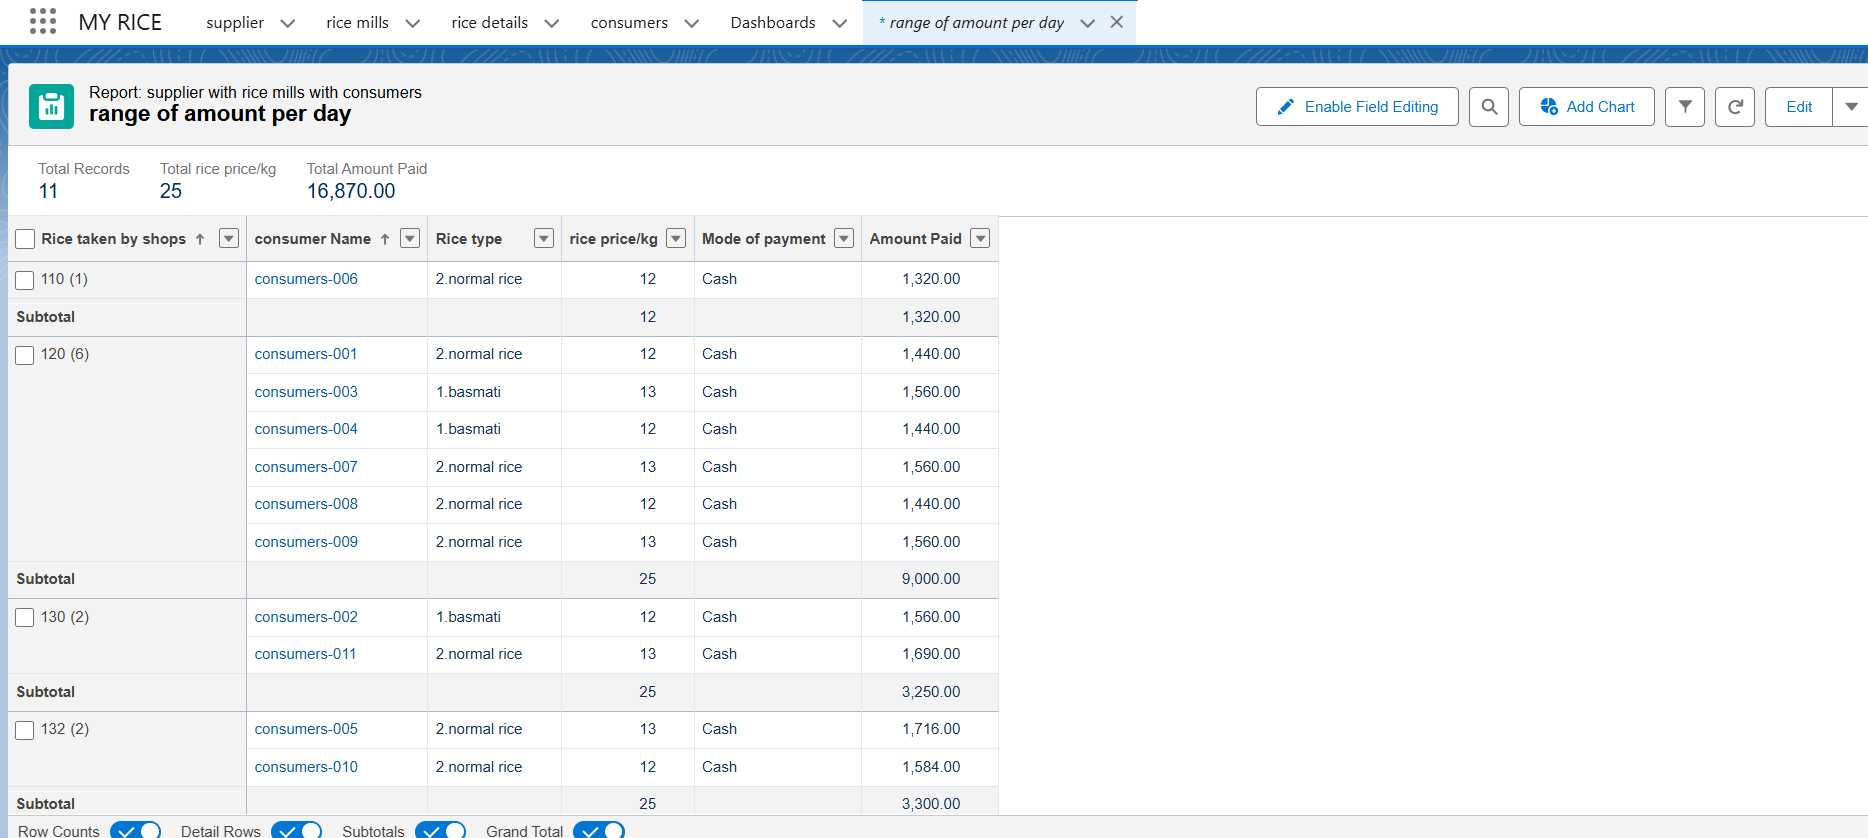 MY RICE supplier rice mills rice details consumers Dashboards * range of amount per day
Report: supplier with rice mills with consumers
range of amount per day
Enable Field Editing Add Chart Edit
Total Records Total rice price/kg Total Amount Paid
11 25 16,870.00
Rice taken by shops ↑ consumer Name ↑ Rice type rice price/kg Mode of payment Amount Paid
110 (1) consumers-006 2.normal rice 12 Cash 1,320.00
Subtotal 12 1,320.00
120 (6) consumers-001 2.normal rice 12 Cash 1,440.00
consumers-003 1.basmati 13 Cash 1,560.00
consumers-004 1.basmati 12 Cash 1,440.00
consumers-007 2.normal rice 13 Cash 1,560.00
consumers-008 2.normal rice 12 Cash 1,440.00
consumers-009 2.normal rice 13 Cash 1,560.00
Subtotal 25 9,000.00
130 (2) consumers-002 1.basmati 12 Cash 1,560.00
consumers-011 2.normal rice 13 Cash 1,690.00
Subtotal 25 3,250.00
132 (2) consumers-005 2.normal rice 13 Cash 1,716.00
consumers-010 2.normal rice 12 Cash 1,584.00
Subtotal 25 3,300.00
Row Counts Detail Rows Subtotals Grand Total